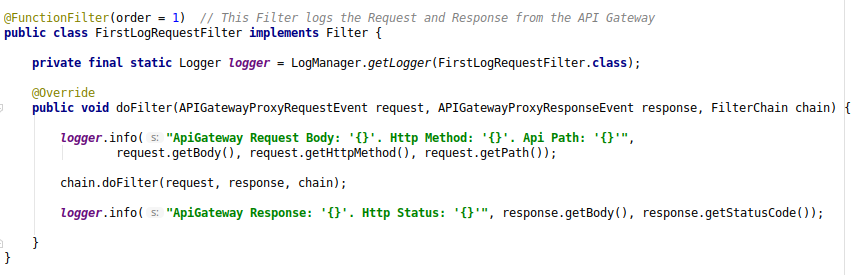 @FunctionFilter(order = 1)  // This Filter logs the Request and Response from the API Gateway
public class FirstLogRequestFilter implements Filter {
private final static Logger logger = LogManager.getLogger(FirstLogRequestFilter.class);
@Override
public void doFilter(APIGatewayProxyRequestEvent request, APIGatewayProxyResponseEvent response, FilterChain chain) {
logger.info( s: "ApiGateway Request Body: '{}'. Http Method: '{}'. Api Path: '{}'",
request.getBody(), request.getHttpMethod(), request.getPath());
chain.doFilter(request, response, chain);
logger.info( s: "ApiGateway Response: '{}'. Http Status: '{}'", response.getBody(), response.getStatusCode());
}
}